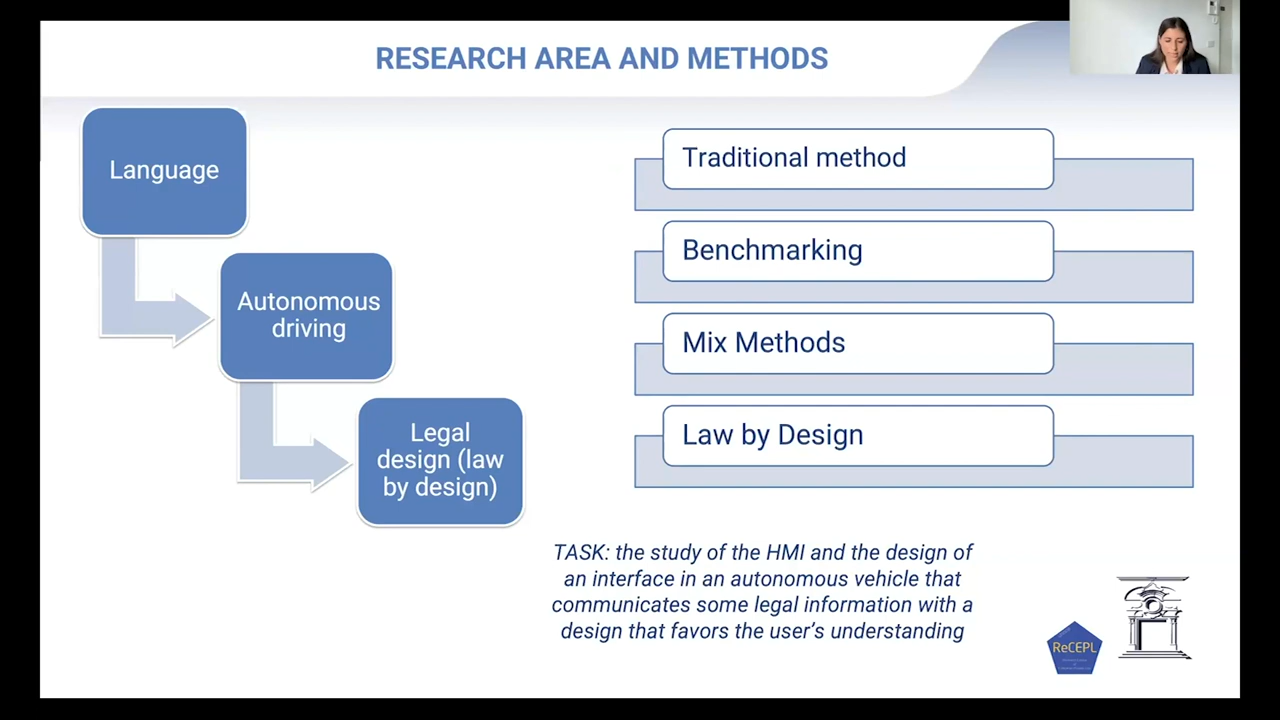 RESEARCH AREA AND METHODS
Language
Autonomous
driving
Legal
design (law
by design)
Traditional method
Benchmarking
Mix Methods
Law by Design
TASK: the study of the HMI and the design of
an interface in an autonomous vehicle that
communicates some legal information with a
design that favors the user's understanding
ReCEPL